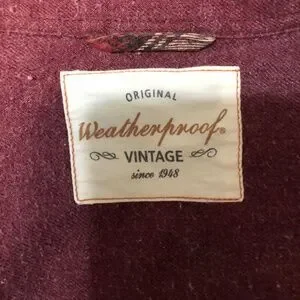 ORIGINAL
Weatherproof®
VINTAGE
since 1948